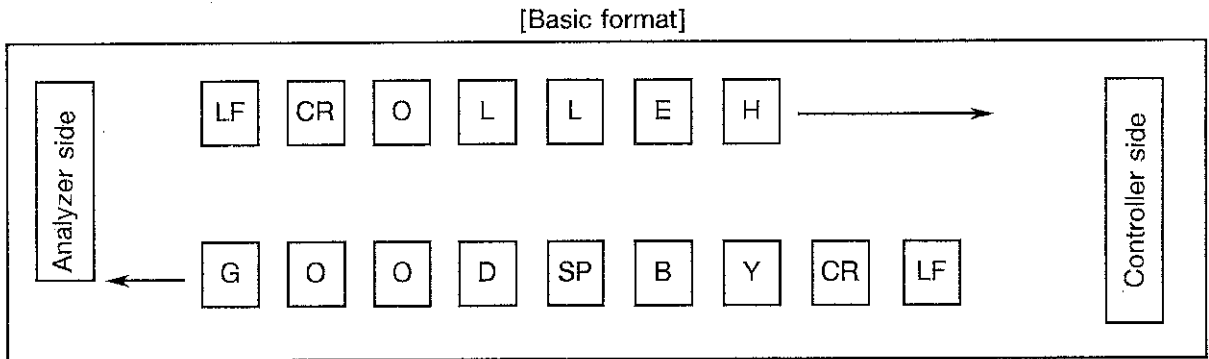 [Basic format]
Analyzer side
LF CR O L L E H
Controller side
G O O D SP B Y CR LF